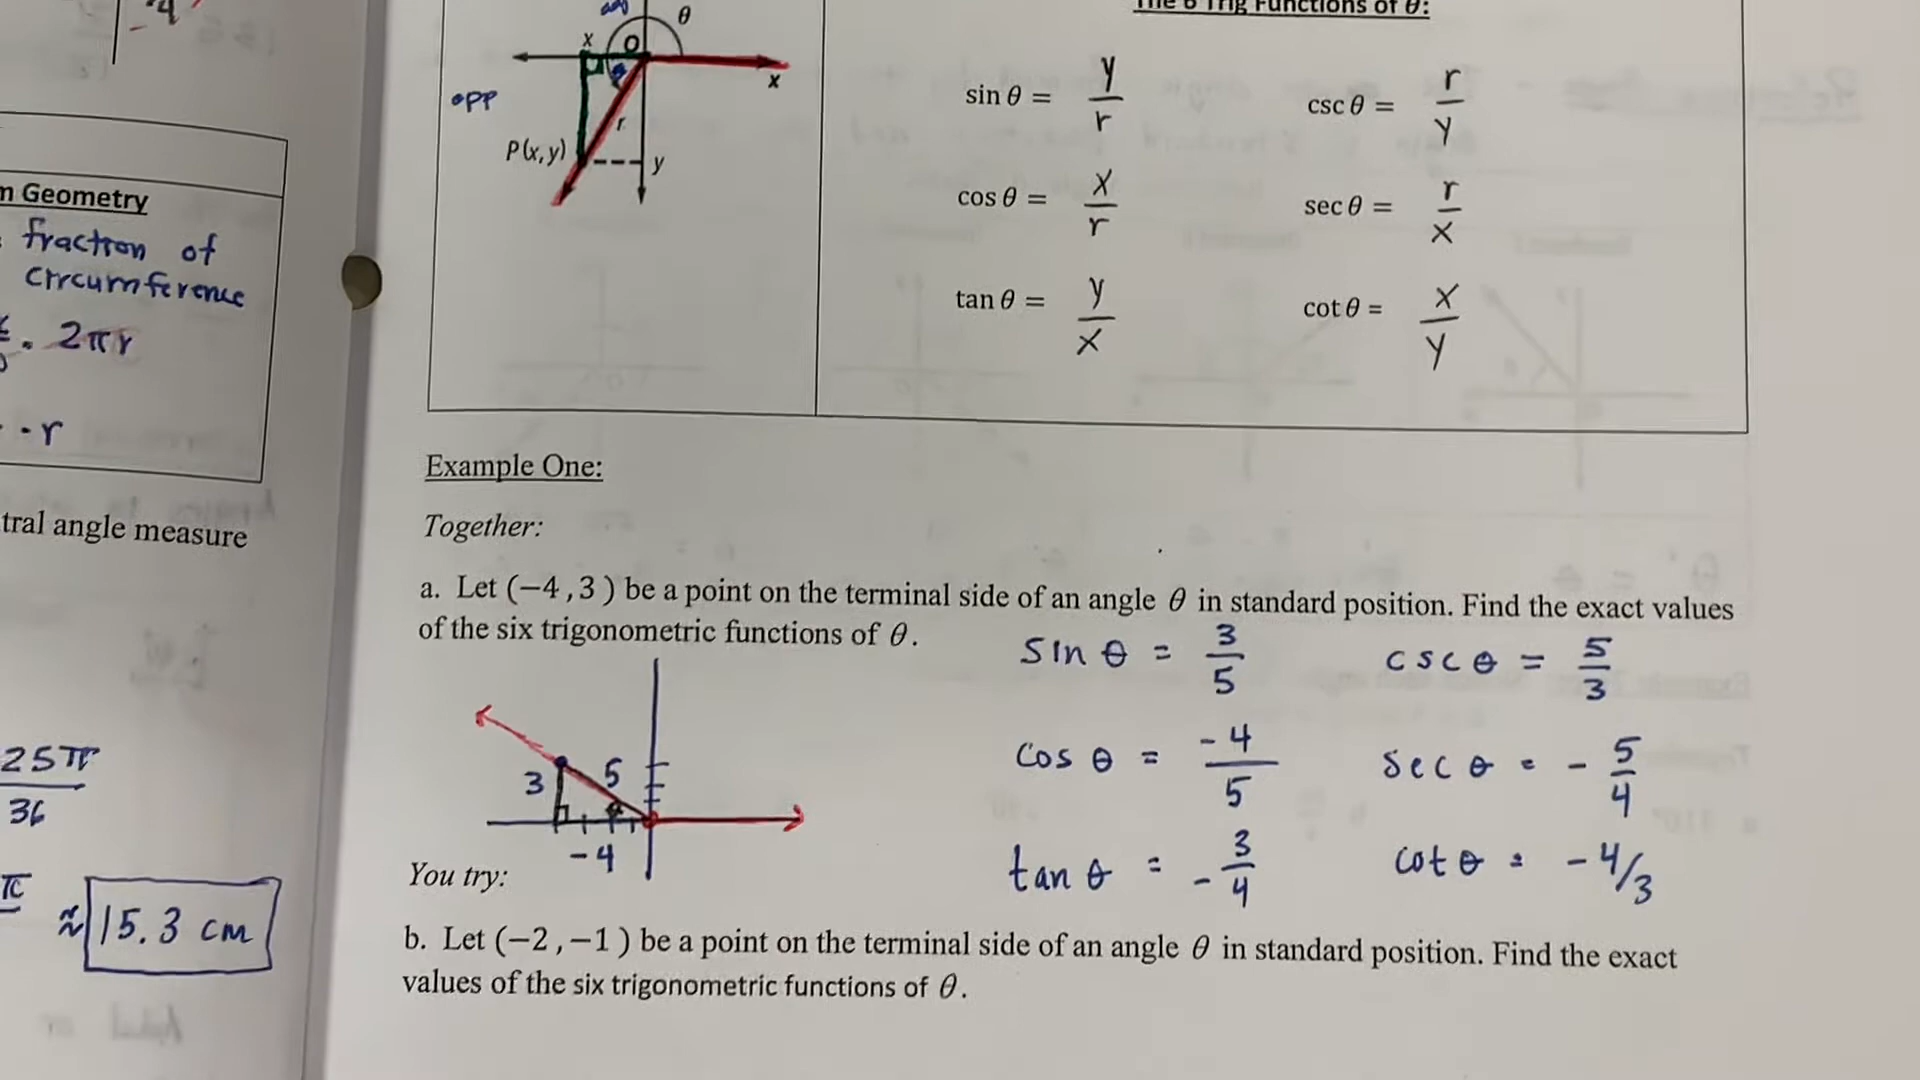 The 6 Trig Functions of θ:
θ
x
O
x
opp
r
P(x,y)
y
sin θ = y/r
csc θ = r/y
cos θ = x/r
sec θ = r/x
tan θ = y/x
cot θ = x/y
Geometry
fraction of
circumference
. 2πr
· r
angle measure
25π
36
π
≈ 15.3 cm
Example One:
Together:
a. Let (−4,3) be a point on the terminal side of an angle θ in standard position. Find the exact values
of the six trigonometric functions of θ.
sin θ = 3/5
csc θ = 5/3
cos θ = -4/5
sec θ = - 5/4
tan θ = - 3/4
cot θ = -4/3
3
5
-4
You try:
b. Let (−2,−1) be a point on the terminal side of an angle θ in standard position. Find the exact
values of the six trigonometric functions of θ.